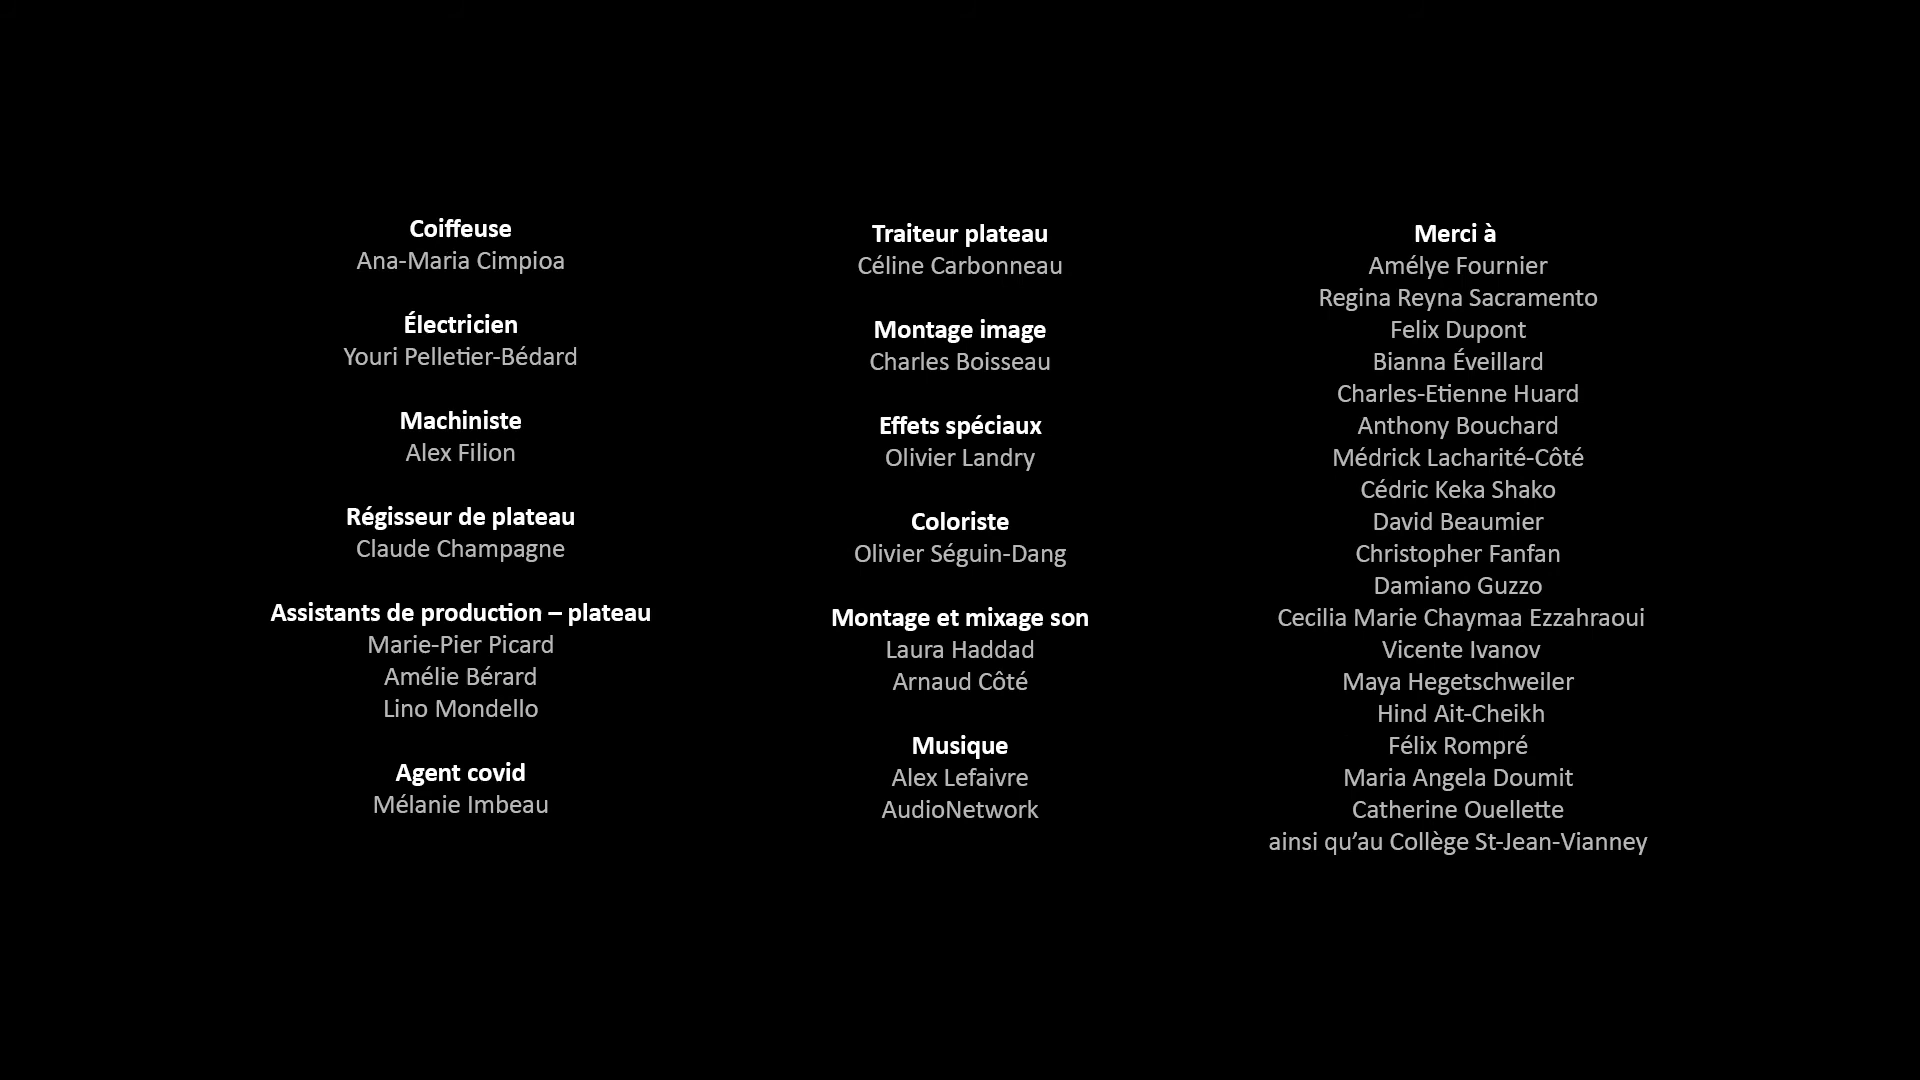 Coiffeuse
Ana-Maria Cimpioa
Électricien
Youri Pelletier-Bédard
Machiniste
Alex Filion
Régisseur de plateau
Claude Champagne
Assistants de production – plateau
Marie-Pier Picard
Amélie Bérard
Lino Mondello
Agent covid
Mélanie Imbeau
Traiteur plateau
Céline Carbonneau
Montage image
Charles Boisseau
Effets spéciaux
Olivier Landry
Coloriste
Olivier Séguin-Dang
Montage et mixage son
Laura Haddad
Arnaud Côté
Musique
Alex Lefaivre
AudioNetwork
Merci à
Amélye Fournier
Regina Reyna Sacramento
Felix Dupont
Bianna Éveillard
Charles-Etienne Huard
Anthony Bouchard
Médrick Lacharité-Côté
Cédric Keka Shako
David Beaumier
Christopher Fanfan
Damiano Guzzo
Cecilia Marie Chaymaa Ezzahraoui
Vicente Ivanov
Maya Hegetschweiler
Hind Ait-Cheikh
Félix Rompré
Maria Angela Doumit
Catherine Ouellette
ainsi qu’au Collège St-Jean-Vianney